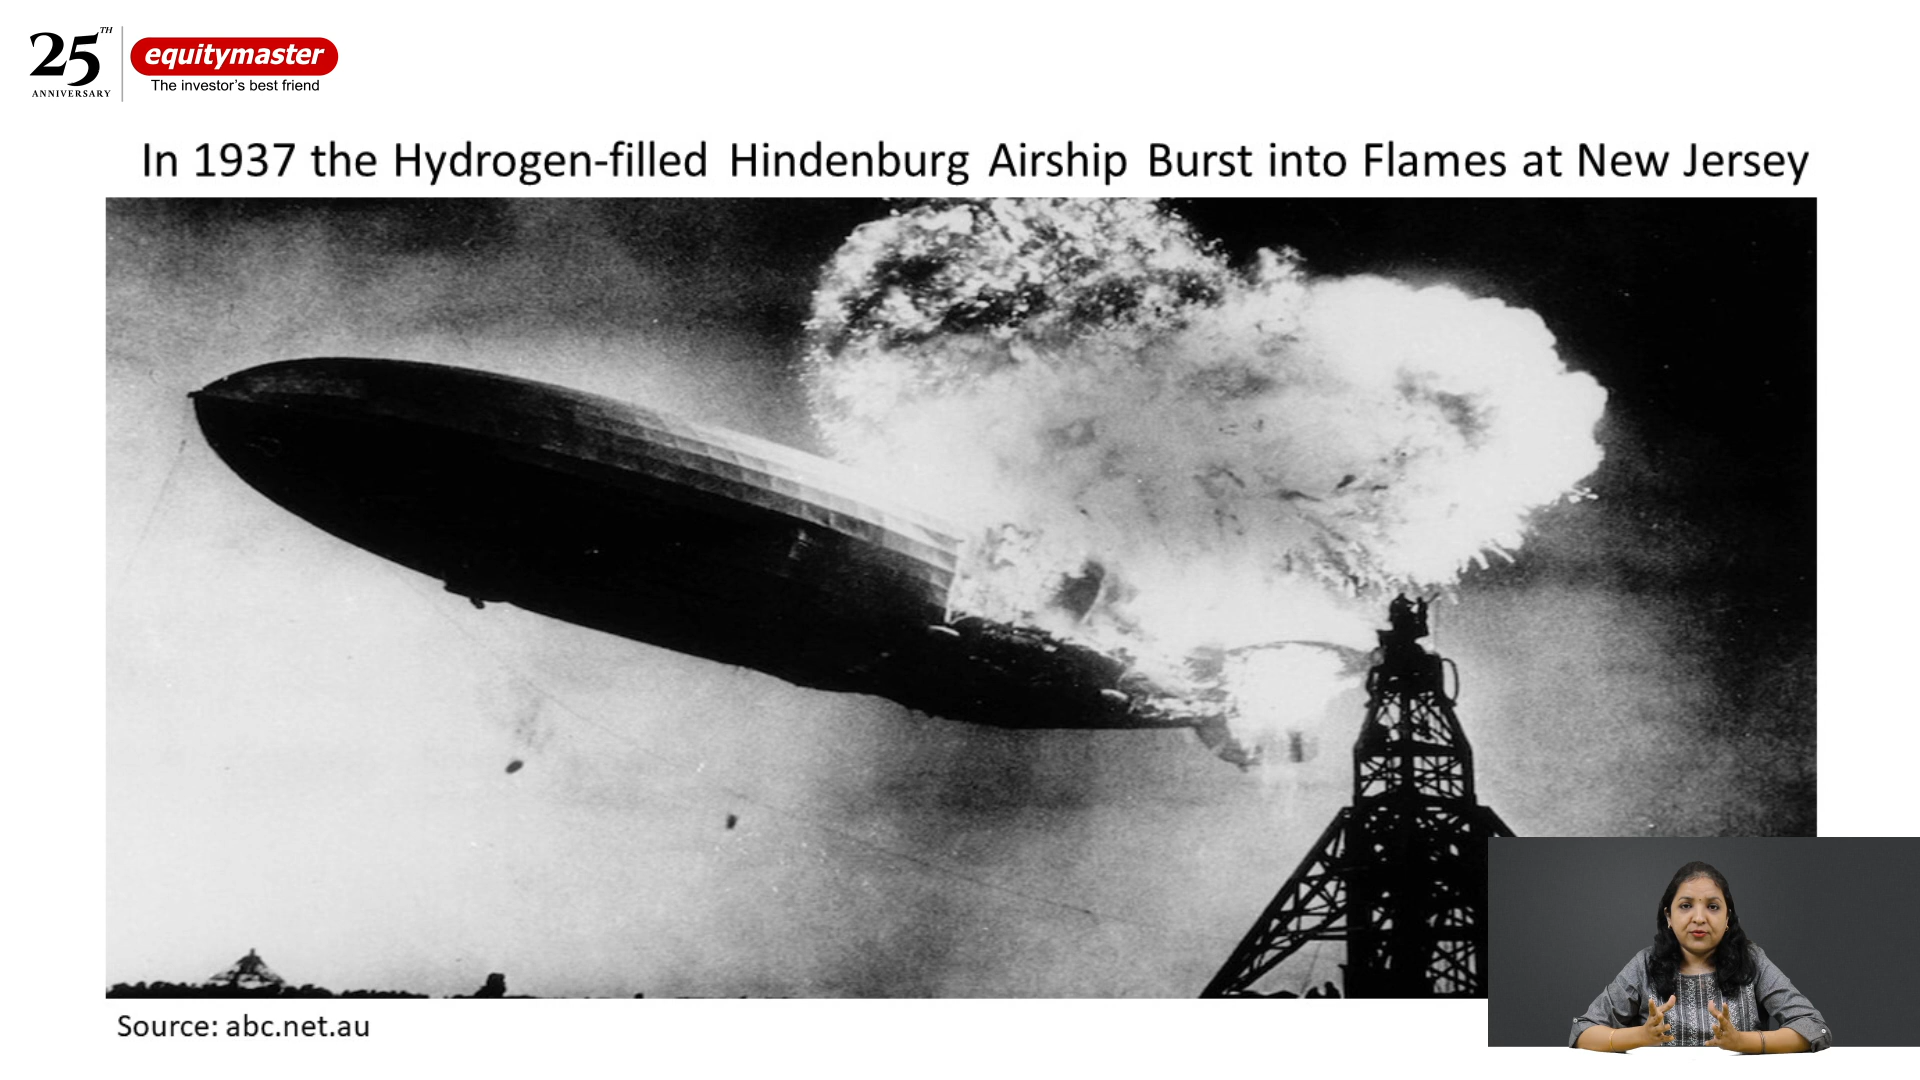 25TH
ANNIVERSARY
equitymaster
The investor's best friend
In 1937 the Hydrogen-filled Hindenburg Airship Burst into Flames at New Jersey
Source: abc.net.au